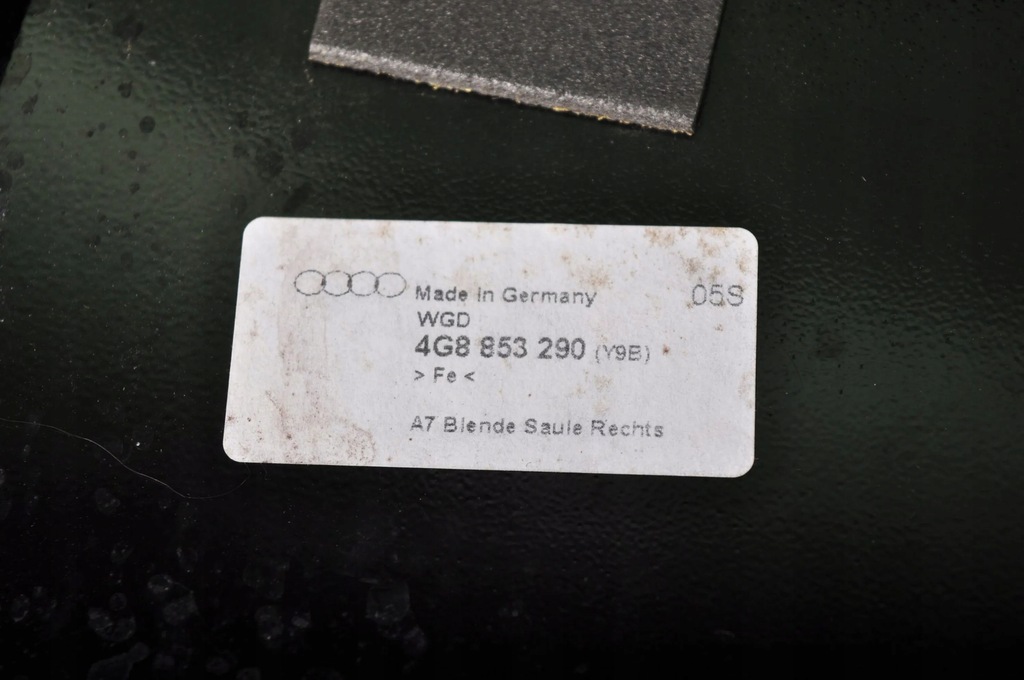 Made In Germany
05S
WGD
4G8 853 290 (Y9B)
> Fe <
A7 Blende Saule Rechts